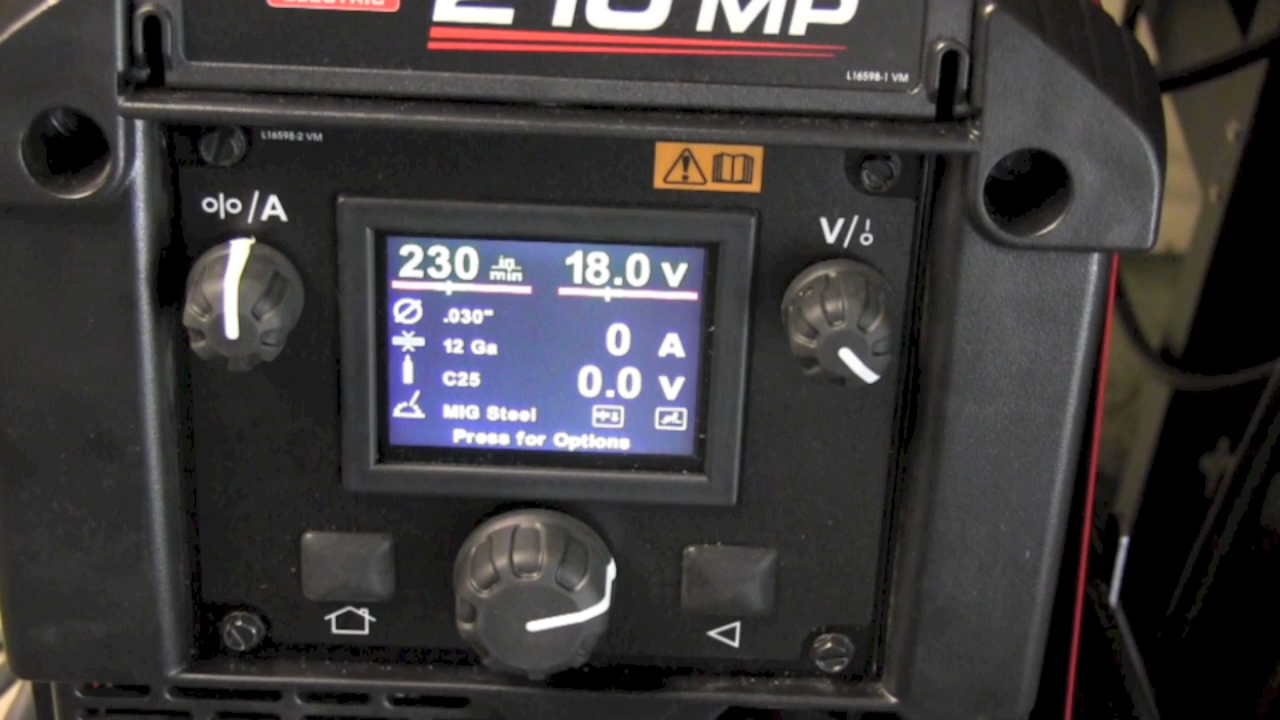 ELECTRIC
210 MP
L16598-1 VM
L16598-2 VM
/A
V/
230 in/min 18.0 V
.030"
12 Ga 0 A
C25 0.0 V
MIG Steel
Press for Options